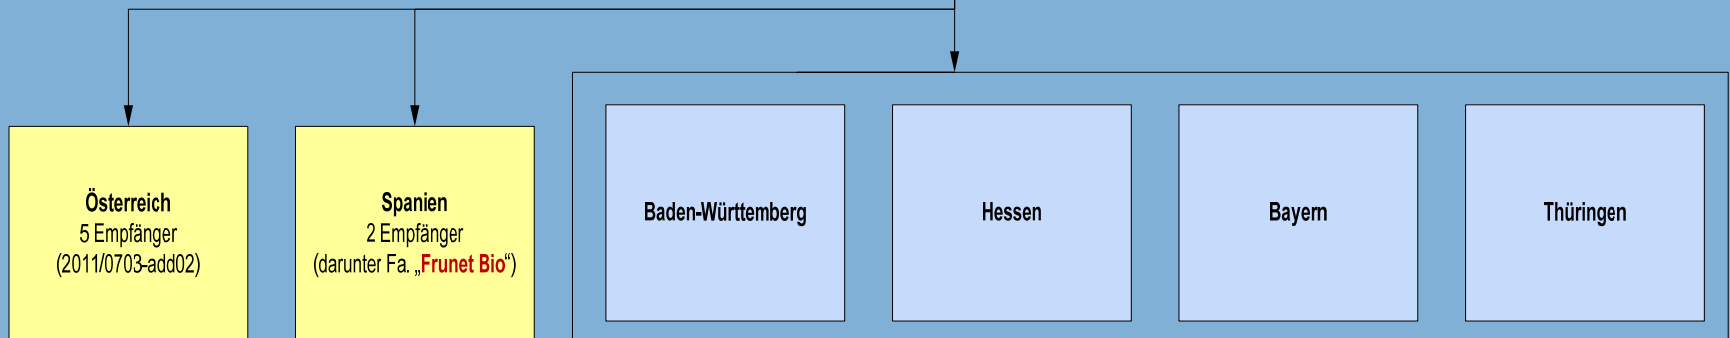 Österreich
5 Empfänger
(2011/0703-add02)
Spanien
2 Empfänger
(darunter Fa. „Frunet Bio“)
Baden-Württemberg
Hessen
Bayern
Thüringen